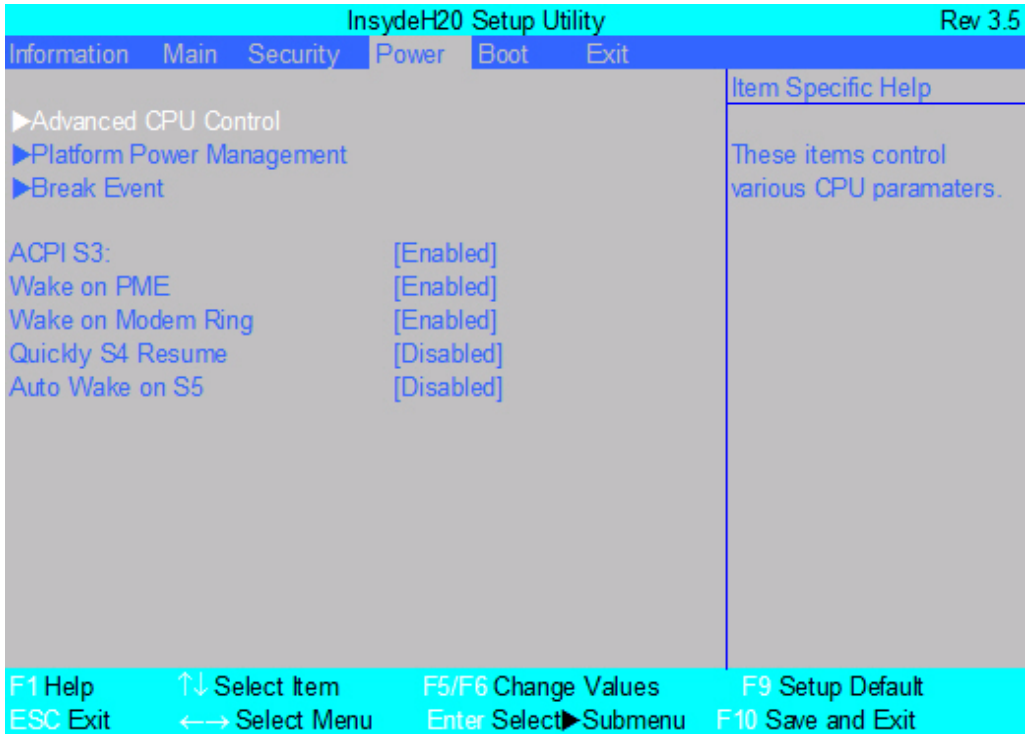 InsydeH20 Setup Utility Rev 3.5
Information Main Security Power Boot Exit
Item Specific Help
▶Advanced CPU Control
▶Platform Power Management
▶Break Event
These items control
various CPU paramaters.
ACPI S3: [Enabled]
Wake on PME [Enabled]
Wake on Modem Ring [Enabled]
Quickly S4 Resume [Disabled]
Auto Wake on S5 [Disabled]
F1 Help ↑↓ Select Item F5/F6 Change Values F9 Setup Default
ESC Exit ←→ Select Menu Enter Select▶Submenu F10 Save and Exit